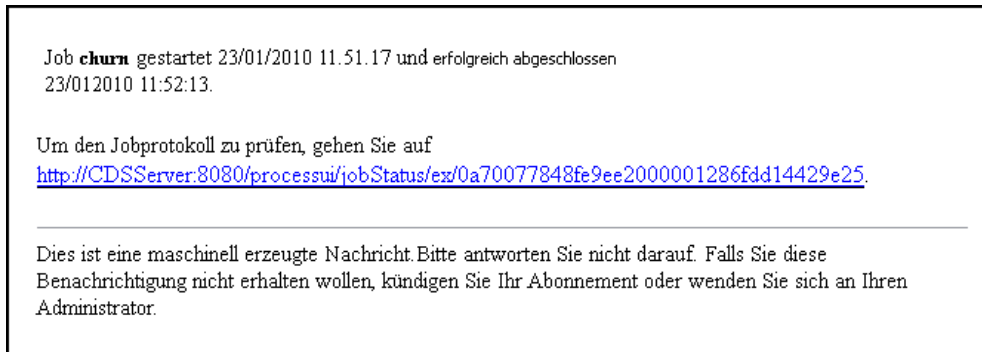 Job churn gestartet 23/01/2010 11.51.17 und erfolgreich abgeschlossen
23/012010 11:52:13.
Um den Jobprotokoll zu prüfen, gehen Sie auf
http://CDSServer:8080/processui/jobStatus/ex/0a70077848fe9ee2000001286fdd14429e25.
Dies ist eine maschinell erzeugte Nachricht.Bitte antworten Sie nicht darauf. Falls Sie diese
Benachrichtigung nicht erhalten wollen, kündigen Sie Ihr Abonnement oder wenden Sie sich an Ihren
Administrator.